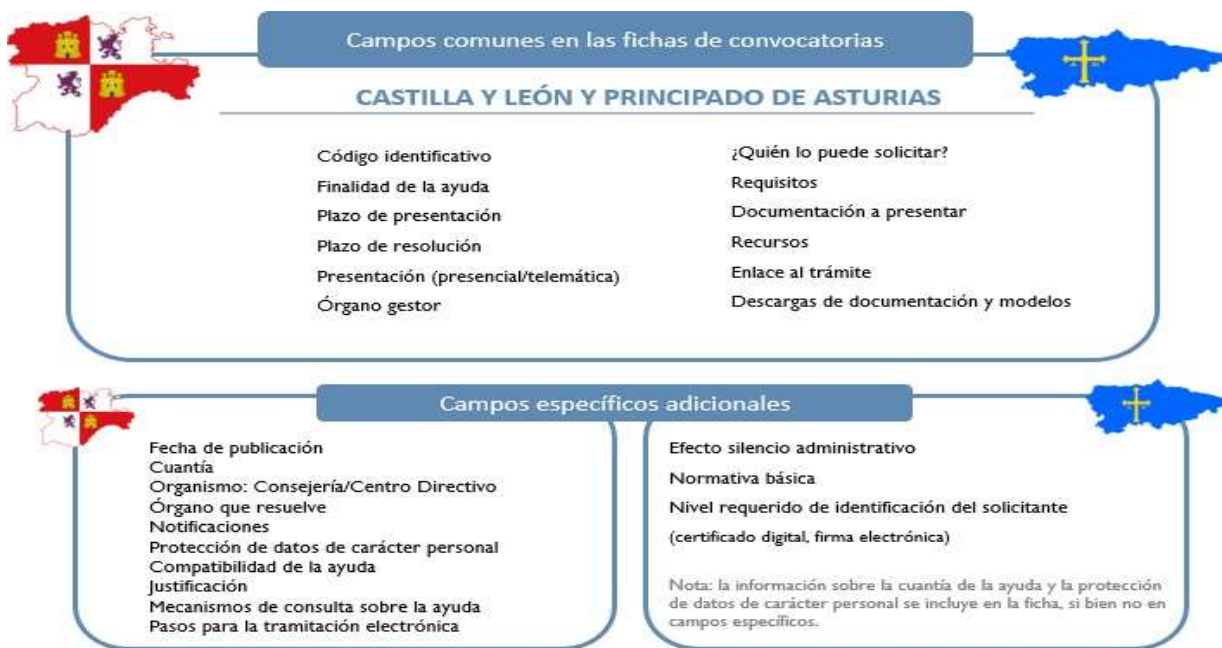 Campos comunes en las fichas de convocatorias
CASTILLA Y LEÓN Y PRINCIPADO DE ASTURIAS
Código identificativo
Finalidad de la ayuda
Plazo de presentación
Plazo de resolución
Presentación (presencial/telemática)
Órgano gestor
¿Quién lo puede solicitar?
Requisitos
Documentación a presentar
Recursos
Enlace al trámite
Descargas de documentación y modelos
Campos específicos adicionales
Fecha de publicación
Cuantía
Organismo: Consejería/Centro Directivo
Órgano que resuelve
Notificaciones
Protección de datos de carácter personal
Compatibilidad de la ayuda
Justificación
Mecanismos de consulta sobre la ayuda
Pasos para la tramitación electrónica
Efecto silencio administrativo
Normativa básica
Nivel requerido de identificación del solicitante
(certificado digital, firma electrónica)
Nota: la información sobre la cuantía de la ayuda y la protección
de datos de carácter personal se incluye en la ficha, si bien no en
campos específicos.